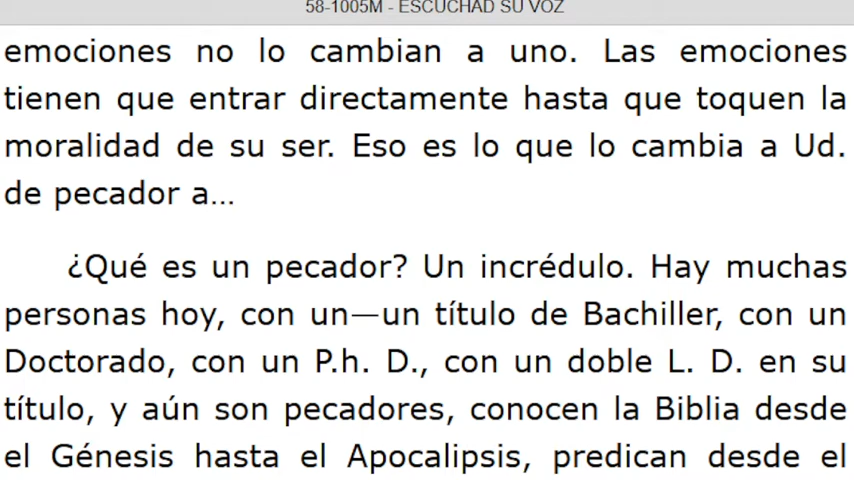 58-1005M - ESCUCHAD SU VOZ
emociones no lo cambian a uno. Las emociones
tienen que entrar directamente hasta que toquen la
moralidad de su ser. Eso es lo que lo cambia a Ud.
de pecador a…
¿Qué es un pecador? Un incrédulo. Hay muchas
personas hoy, con un—un título de Bachiller, con un
Doctorado, con un P.h. D., con un doble L. D. en su
título, y aún son pecadores, conocen la Biblia desde
el Génesis hasta el Apocalipsis, predican desde el